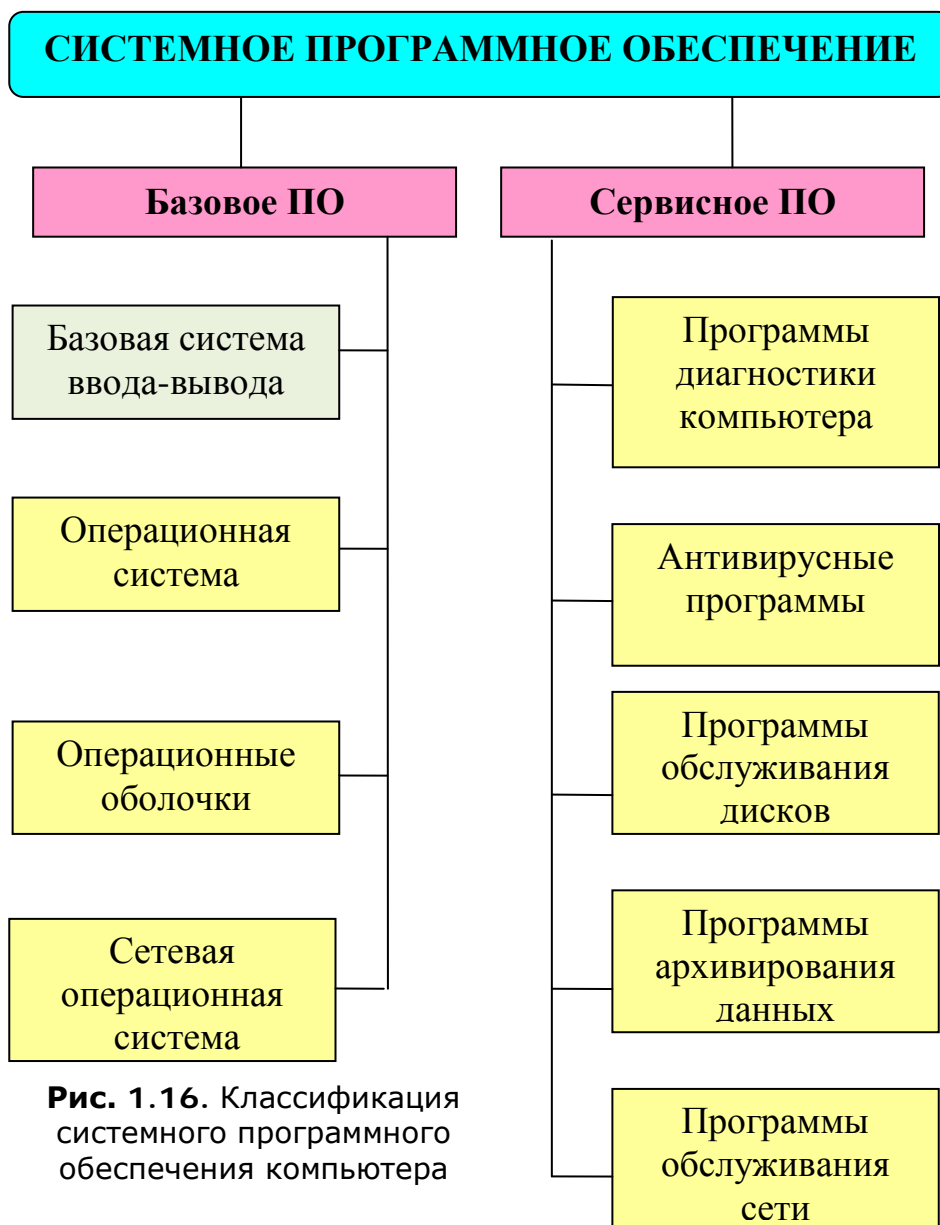 СИСТЕМНОЕ ПРОГРАММНОЕ ОБЕСПЕЧЕНИЕ
Базовое ПО
Базовая система
ввода-вывода
Операционная
система
Операционные
оболочки
Сетевая
операционная
система
Рис. 1.16. Классификация
системного программного
обеспечения компьютера
Сервисное ПО
Программы
диагностики
компьютера
Антивирусные
программы
Программы
обслуживания
дисков
Программы
архивирования
данных
Программы
обслуживания
сети